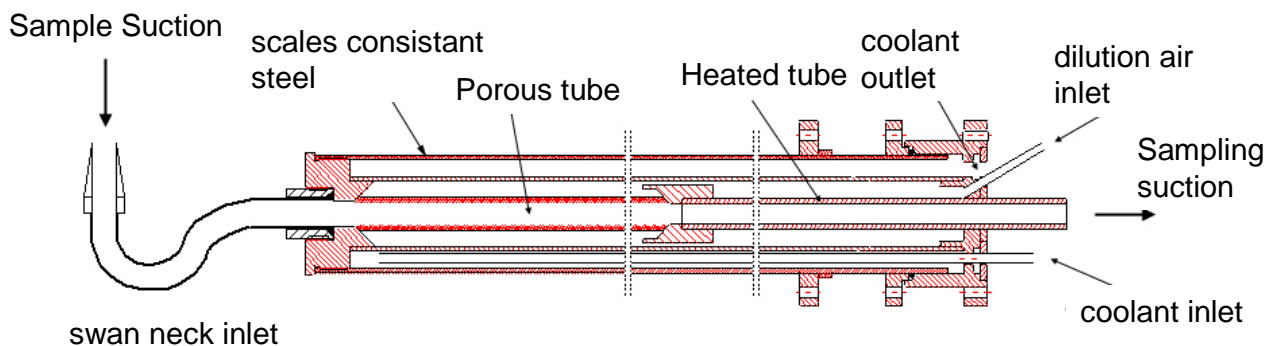 Sample Suction
scales consistant
steel
Porous tube
Heated tube
coolant
outlet
dilution air
inlet
Sampling
suction
swan neck inlet
coolant inlet